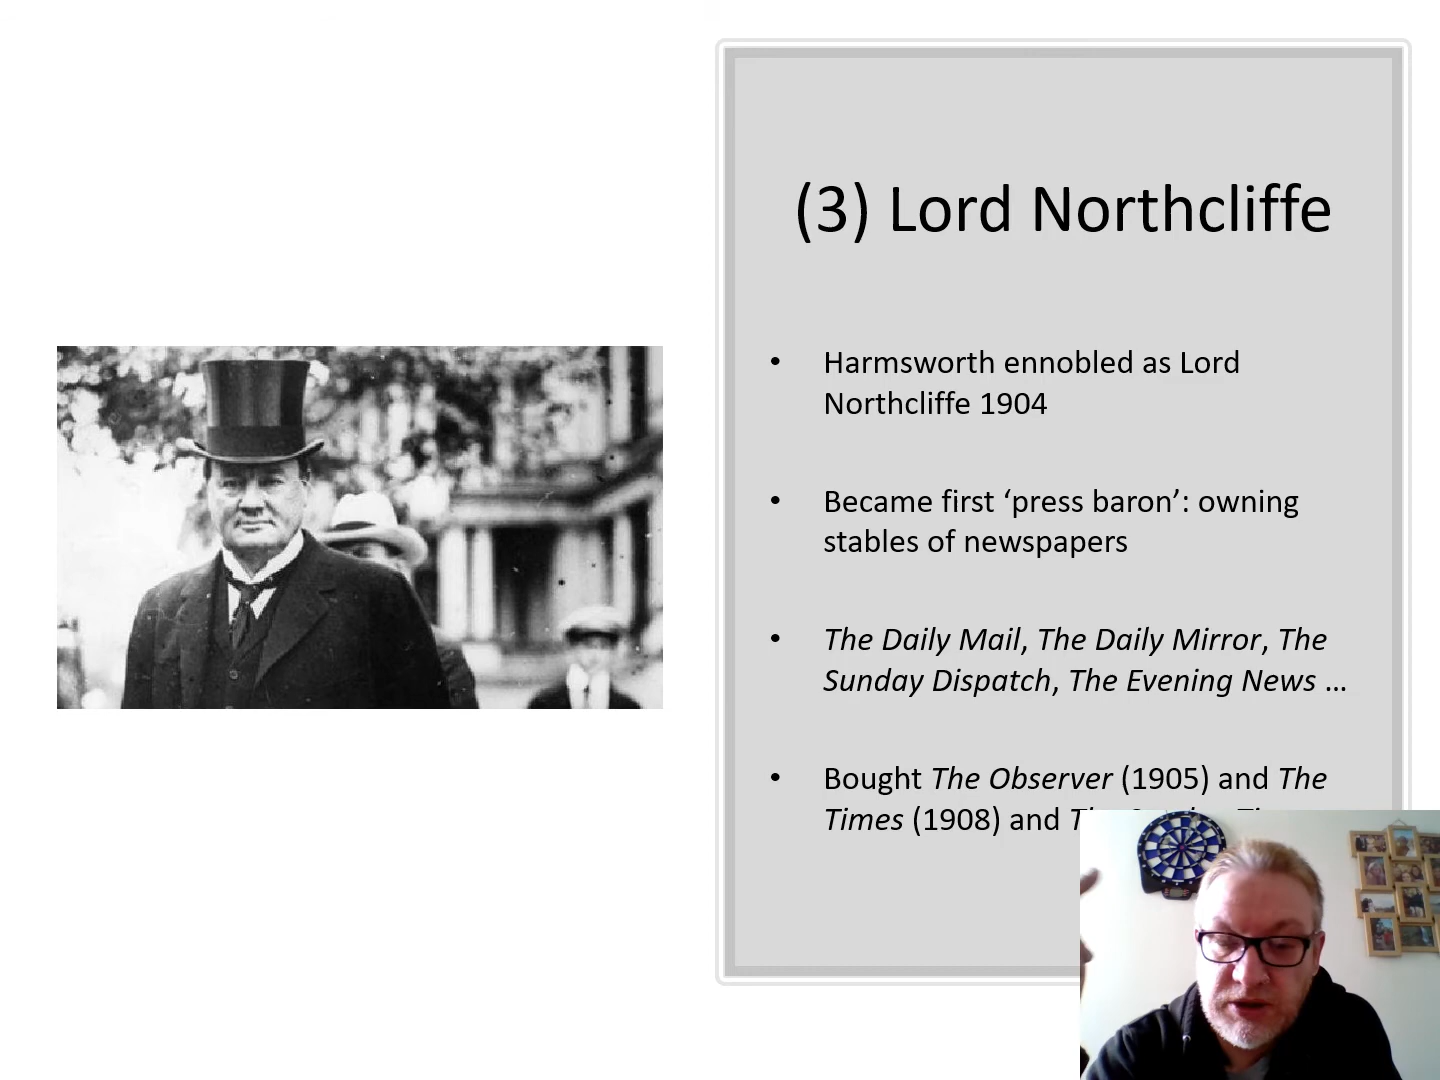 (3) Lord Northcliffe
• Harmsworth ennobled as Lord
Northcliffe 1904
• Became first ‘press baron’: owning
stables of newspapers
• The Daily Mail, The Daily Mirror, The
Sunday Dispatch, The Evening News …
• Bought The Observer (1905) and The
Times (1908) and